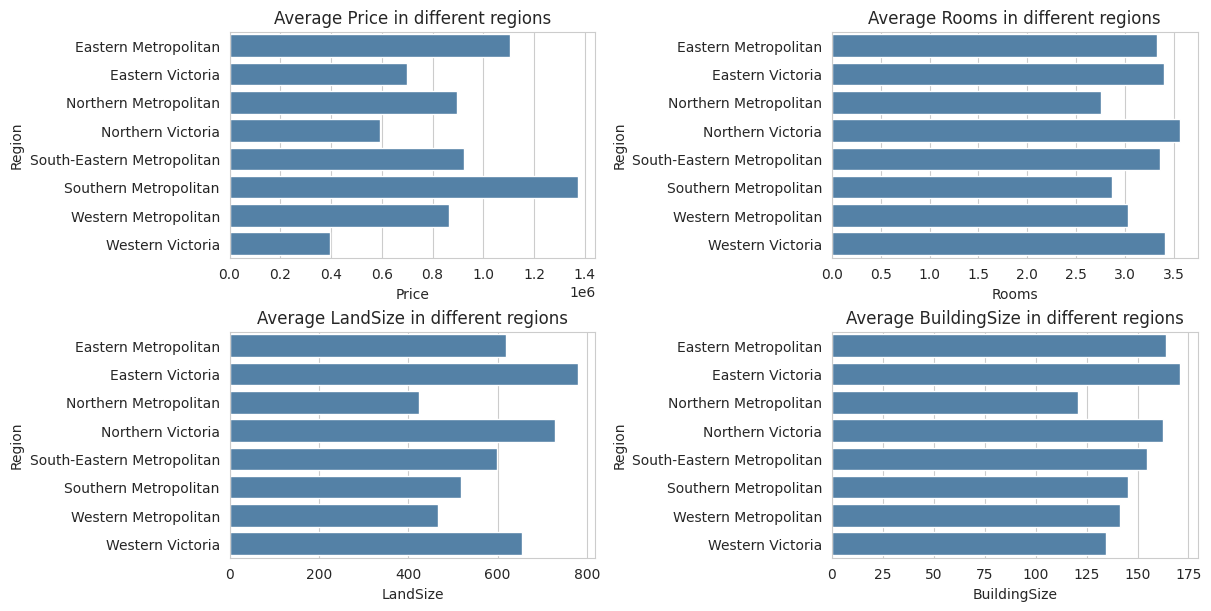 Average Price in different regions
Region
Eastern Metropolitan
Eastern Victoria
Northern Metropolitan
Northern Victoria
South-Eastern Metropolitan
Southern Metropolitan
Western Metropolitan
Western Victoria
0.0 0.2 0.4 0.6 0.8 1.0 1.2 1.4
1e6
Price
Average Rooms in different regions
Region
Eastern Metropolitan
Eastern Victoria
Northern Metropolitan
Northern Victoria
South-Eastern Metropolitan
Southern Metropolitan
Western Metropolitan
Western Victoria
0.0 0.5 1.0 1.5 2.0 2.5 3.0 3.5
Rooms
Average LandSize in different regions
Region
Eastern Metropolitan
Eastern Victoria
Northern Metropolitan
Northern Victoria
South-Eastern Metropolitan
Southern Metropolitan
Western Metropolitan
Western Victoria
0 200 400 600 800
LandSize
Average BuildingSize in different regions
Region
Eastern Metropolitan
Eastern Victoria
Northern Metropolitan
Northern Victoria
South-Eastern Metropolitan
Southern Metropolitan
Western Metropolitan
Western Victoria
0 25 50 75 100 125 150 175
BuildingSize